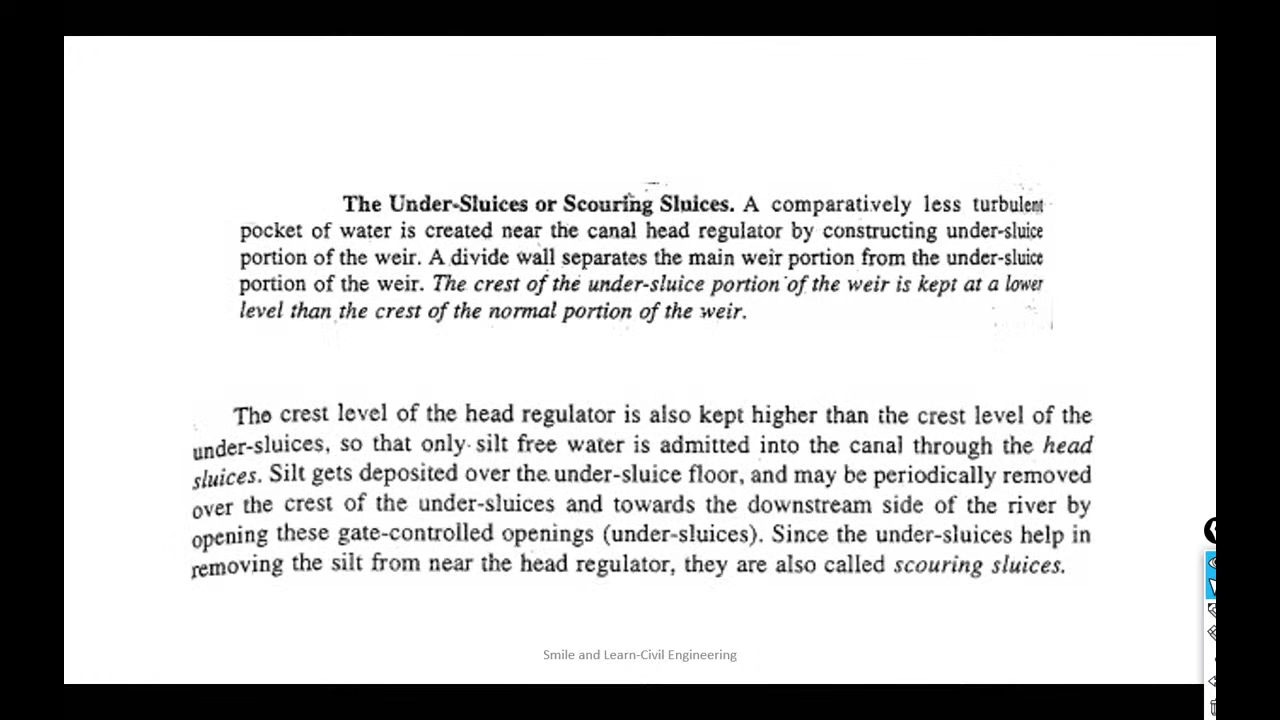 The Under-Sluices or Scouring Sluices. A comparatively less turbulent
pocket of water is created near the canal head regulator by constructing under-sluice
portion of the weir. A divide wall separates the main weir portion from the under-sluice
portion of the weir. The crest of the under-sluice portion of the weir is kept at a lower
level than the crest of the normal portion of the weir.
The crest level of the head regulator is also kept higher than the crest level of the
under-sluices, so that only silt free water is admitted into the canal through the head
sluices. Silt gets deposited over the under-sluice floor, and may be periodically removed
over the crest of the under-sluices and towards the downstream side of the river by
opening these gate-controlled openings (under-sluices). Since the under-sluices help in
removing the silt from near the head regulator, they are also called scouring sluices.
Smile and Learn-Civil Engineering